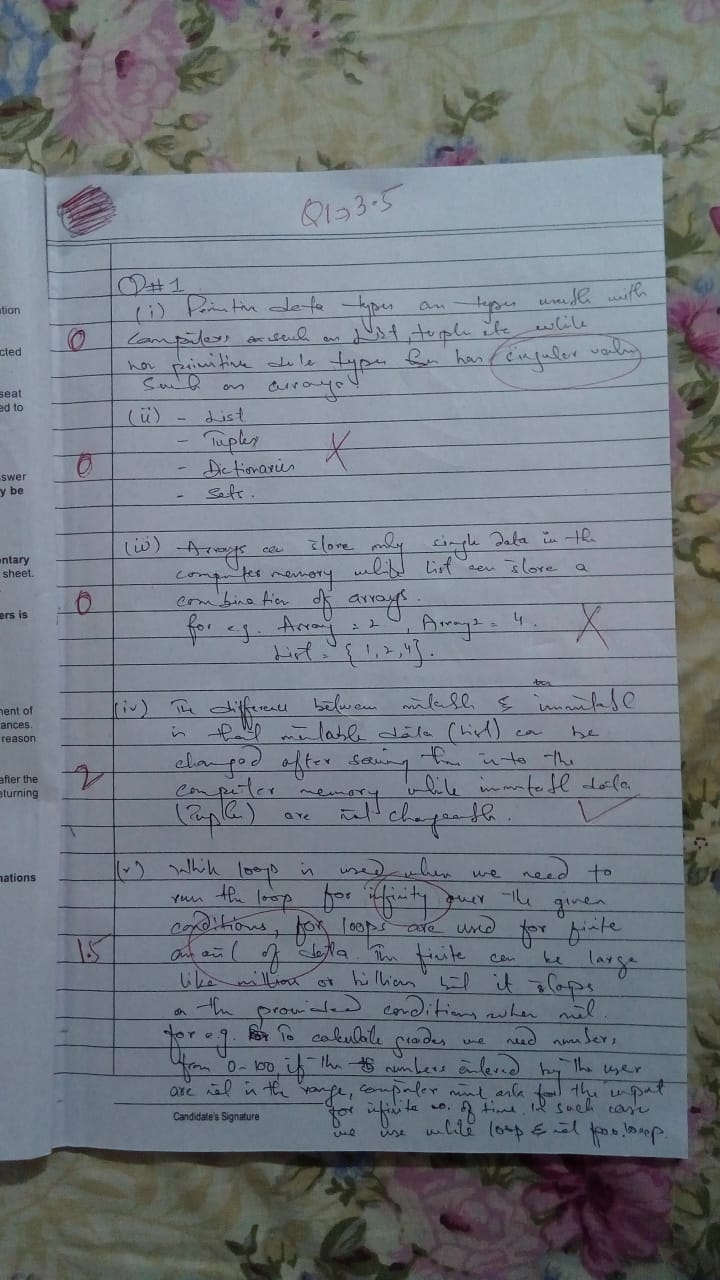 Q1 => 3.5
Q#1
(i) Primitive data types are types used with
0
computers such as List, tuple etc while
non primitive data types has singular value
such as arrays.
(ii) - List
- Tuples
0
- Dictionaries
- Sets.
(iii) Arrays can store only single data in the
computer memory while list can store a
0
combination of arrays.
for e.g. Array = 2 , Array2 = 4.
List = {1,2,4}.
(iv) The difference between mutable & immutable
is that mutable data (List) can be
changed after saving them into the
2
computer memory while immutable data
(Tuple) are not changeable.
(v) While loop is used when we need to
run the loop for infinity over the given
conditions, for loops are used for finite
1.5
amount of data. The finite can be large
like million or billion but it stops
on the provided conditions when met.
for e.g. To calculate grades we need numbers
from 0-100, if the numbers entered by the user
are not in the range, computer must ask for the input
for infinite no. of time. In such case
we use while loop & not for loop.
Candidate's Signature
tion
cted
seat
ed to
swer
y be
entary
sheet.
ers is
ment of
ances.
reason
after the
eturning
nations